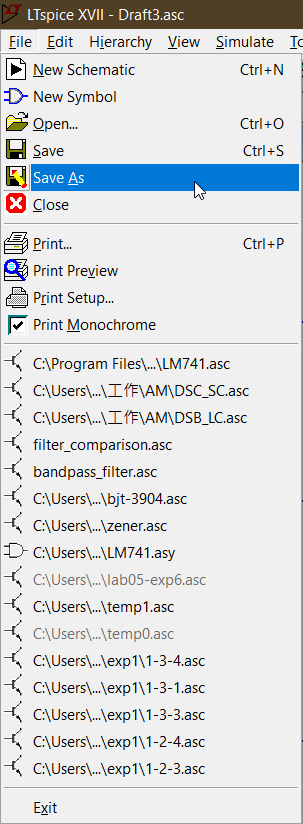 LTspice XVII - Draft3.asc
File Edit Hierarchy View Simulate To
New Schematic Ctrl+N
New Symbol
Open... Ctrl+O
Save Ctrl+S
Save As
Close
Print... Ctrl+P
Print Preview
Print Setup...
Print Monochrome
C:\Program Files\...\LM741.asc
C:\Users\...\工作\AM\DSC_SC.asc
C:\Users\...\工作\AM\DSB_LC.asc
filter_comparison.asc
bandpass_filter.asc
C:\Users\...\bjt-3904.asc
C:\Users\...\zener.asc
C:\Users\...\LM741.asy
C:\Users\...\lab05-exp6.asc
C:\Users\...\temp1.asc
C:\Users\...\temp0.asc
C:\Users\...\exp1\1-3-4.asc
C:\Users\...\exp1\1-3-1.asc
C:\Users\...\exp1\1-3-3.asc
C:\Users\...\exp1\1-2-4.asc
C:\Users\...\exp1\1-2-3.asc
Exit